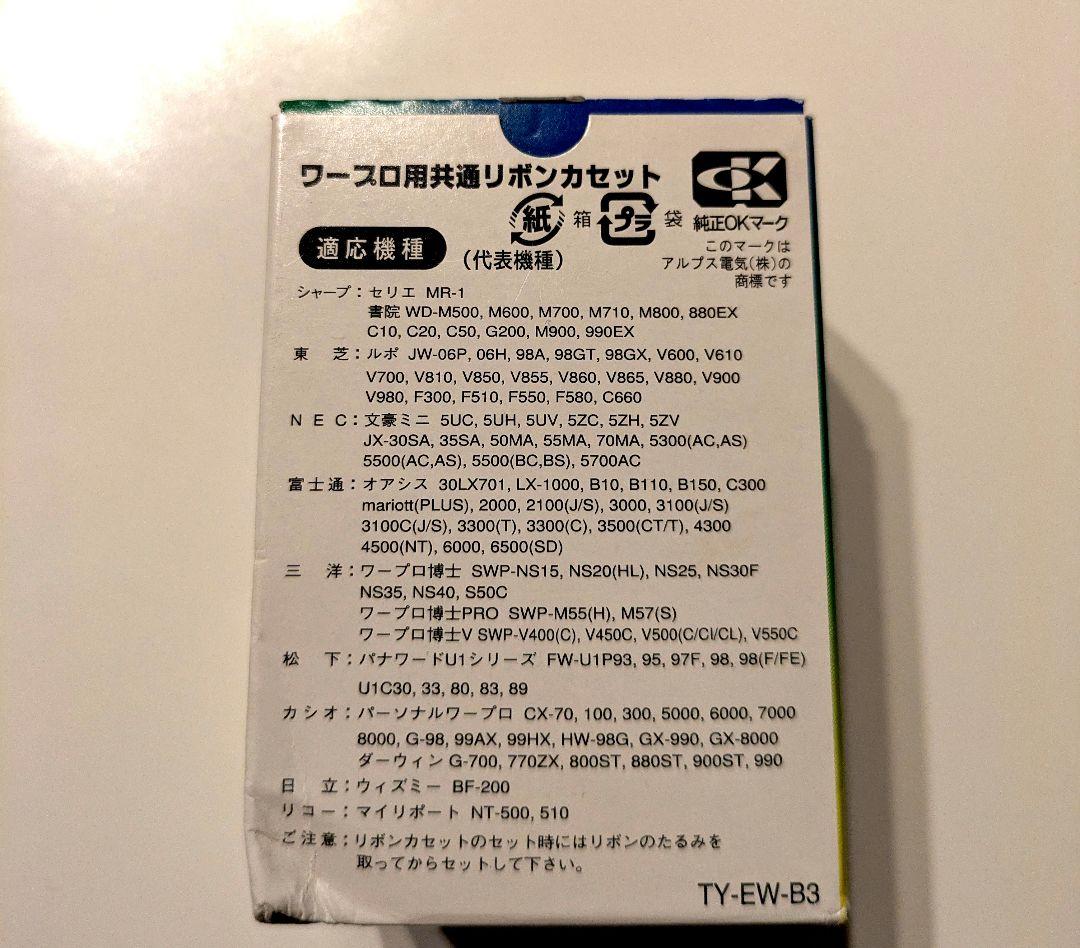 ワープロ用共通リボンカセット
OK
紙 箱 プラ 袋 純正OKマーク
適応機種 (代表機種)
このマークは
アルプス電気(株)の
商標です
シャープ:セリエ MR-1
書院 WD-M500, M600, M700, M710, M800, 880EX
C10, C20, C50, G200, M900, 990EX
東芝:ルポ JW-06P, 06H, 98A, 98GT, 98GX, V600, V610
V700, V810, V850, V855, V860, V865, V880, V900
V980, F300, F510, F550, F580, C660
NEC:文豪ミニ 5UC, 5UH, 5UV, 5ZC, 5ZH, 5ZV
JX-30SA, 35SA, 50MA, 55MA, 70MA, 5300(AC,AS)
5500(AC,AS), 5500(BC,BS), 5700AC
富士通:オアシス 30LX701, LX-1000, B10, B110, B150, C300
mariott(PLUS), 2000, 2100(J/S), 3000, 3100(J/S)
3100C(J/S), 3300(T), 3300(C), 3500(CT/T), 4300
4500(NT), 6000, 6500(SD)
三洋:ワープロ博士 SWP-NS15, NS20(HL), NS25, NS30F
NS35, NS40, S50C
ワープロ博士PRO SWP-M55(H), M57(S)
ワープロ博士V SWP-V400(C), V450C, V500(C/CI/CL), V550C
松下:パナワードU1シリーズ FW-U1P93, 95, 97F, 98, 98(F/FE)
U1C30, 33, 80, 83, 89
カシオ:パーソナルワープロ CX-70, 100, 300, 5000, 6000, 7000
8000, G-98, 99AX, 99HX, HW-98G, GX-990, GX-8000
ダーウィン G-700, 770ZX, 800ST, 880ST, 900ST, 990
日立:ウィズミー BF-200
リコー:マイリポート NT-500, 510
ご注意:リボンカセットのセット時にはリボンのたるみを
取ってからセットして下さい。
TY-EW-B3